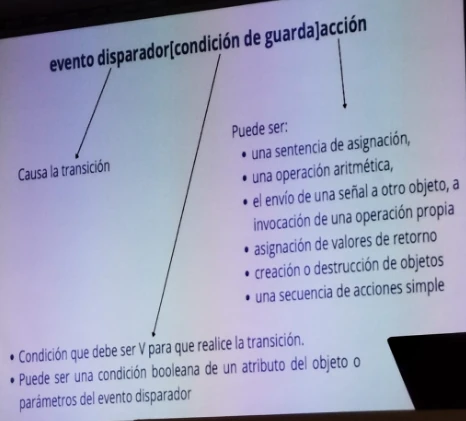 evento disparador[condición de guarda]acción
Causa la transición
Puede ser:
• una sentencia de asignación,
• una operación aritmética,
• el envío de una señal a otro objeto, a
invocación de una operación propia
• asignación de valores de retorno
• creación o destrucción de objetos
• una secuencia de acciones simple
• Condición que debe ser V para que realice la transición.
• Puede ser una condición booleana de un atributo del objeto o
parámetros del evento disparador